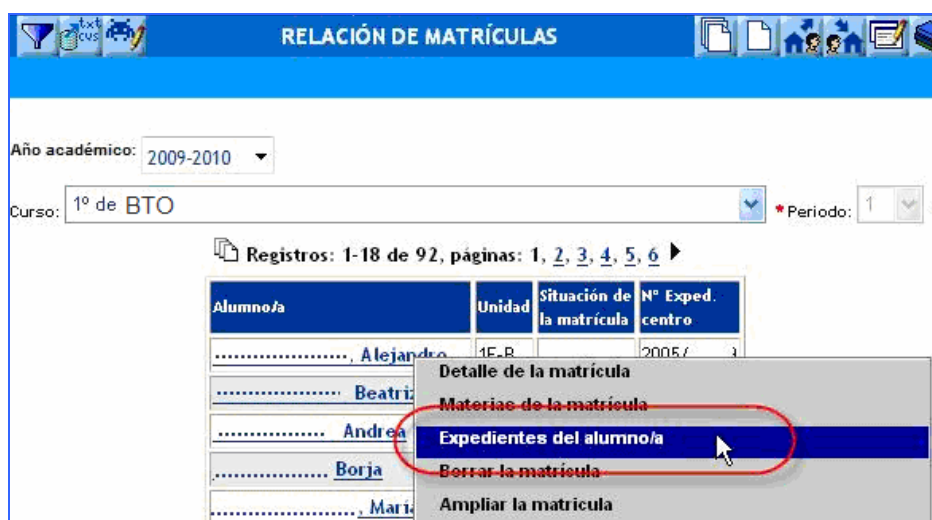 txt
cvs
RELACIÓN DE MATRÍCULAS
Año académico: 2009-2010
Curso: 1º de BTO * Periodo: 1
Registros: 1-18 de 92, páginas: 1, 2, 3, 4, 5, 6
Alumno/a Unidad Situación de la matrícula Nº Exped. centro
...................., Alejandro 1E-B 2005/
................... Beatriz
................ Andrea
................. Borja
....................., María
Detalle de la matrícula
Materias de la matrícula
Expedientes del alumno/a
Borrar la matrícula
Ampliar la matrícula